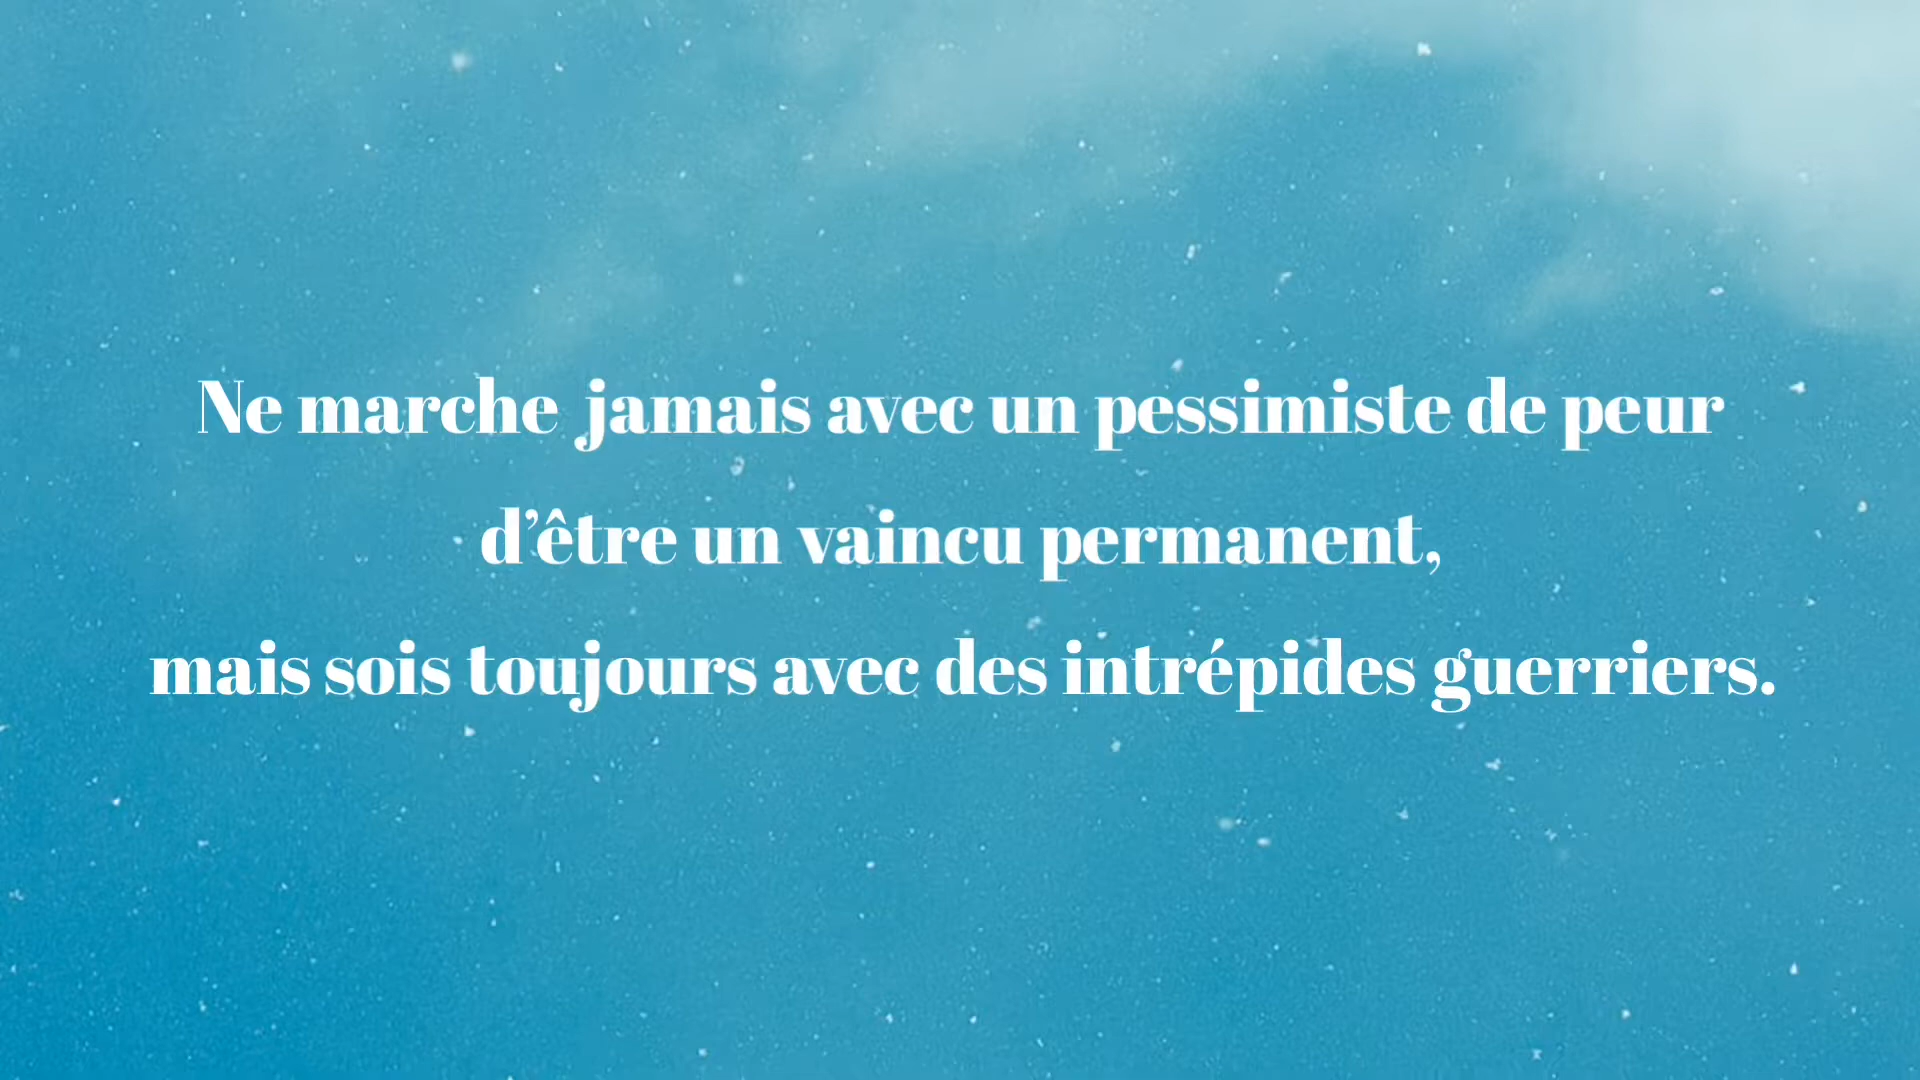 Ne marche jamais avec un pessimiste de peur
d’être un vaincu permanent,
mais sois toujours avec des intrépides guerriers.